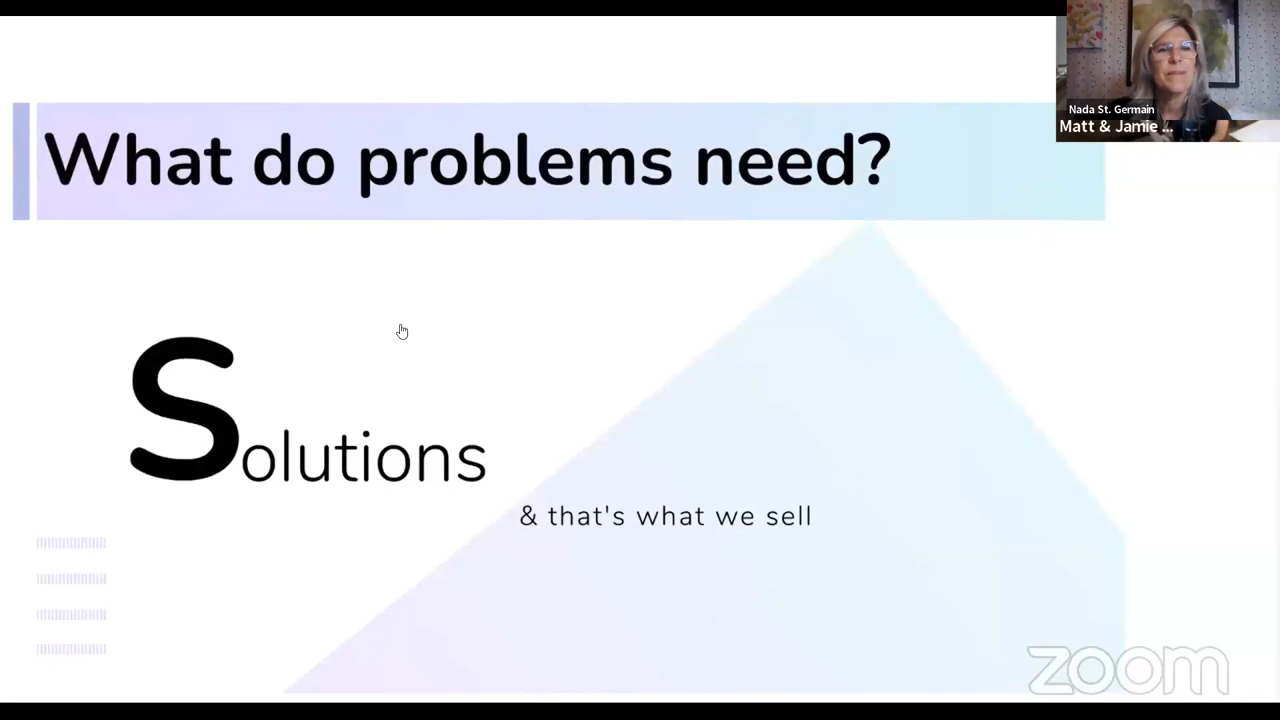 What do problems need?
Nada St. Germain
Matt & Jamie ...
Solutions
& that's what we sell
zoom